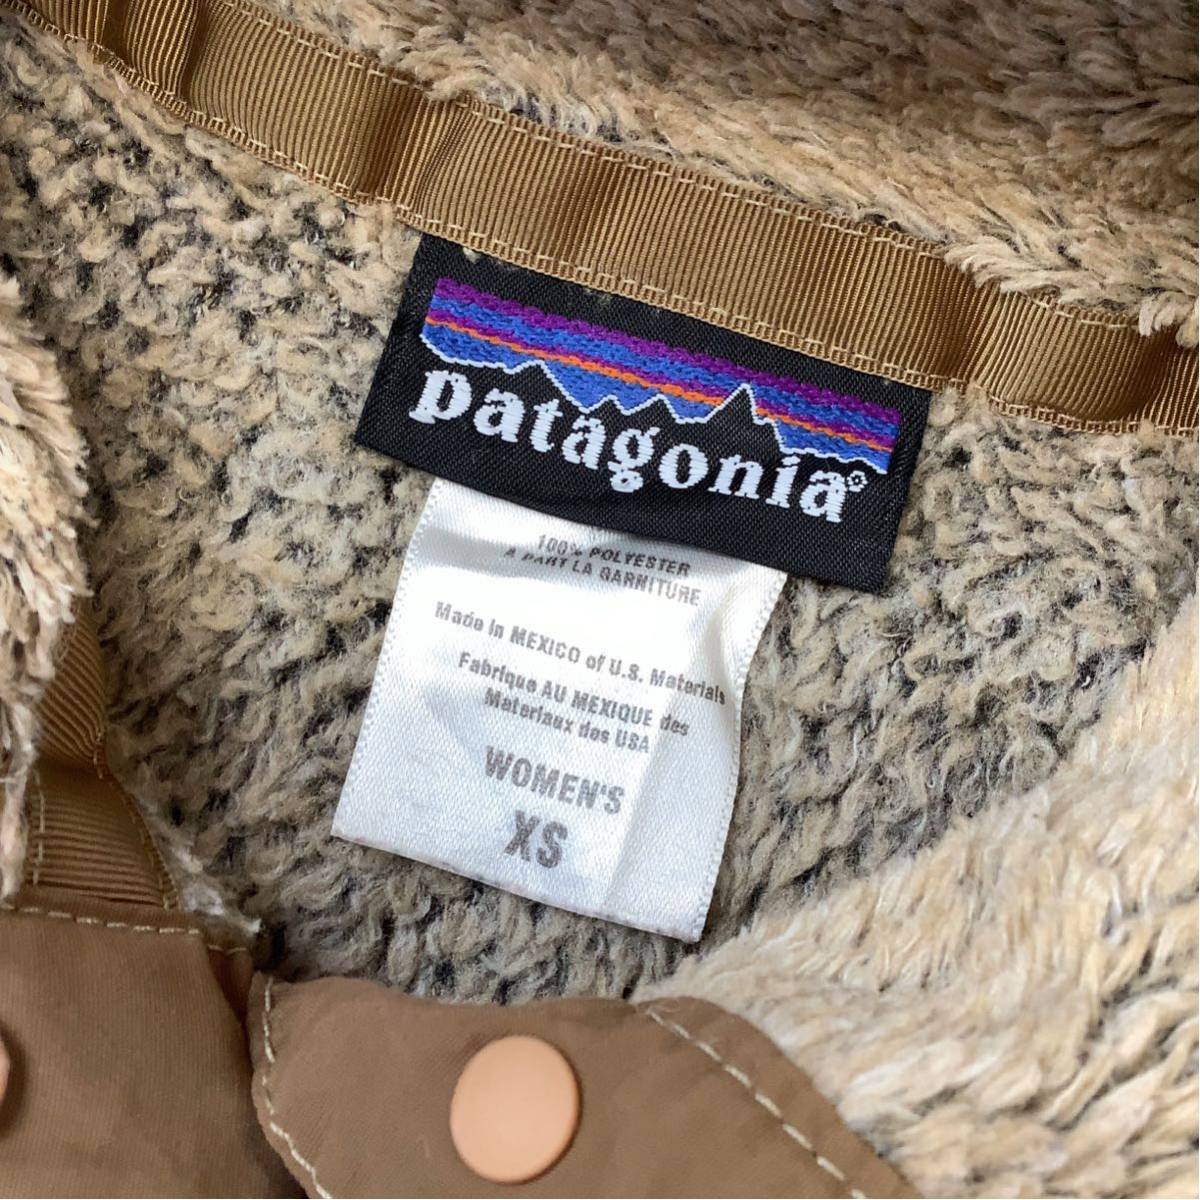 patagonia®
100% POLYESTER
A PART LA GARNITURE
Made in MEXICO of U.S. Materials
Fabrique AU MEXIQUE des
Materiaux des USA
WOMEN'S
XS